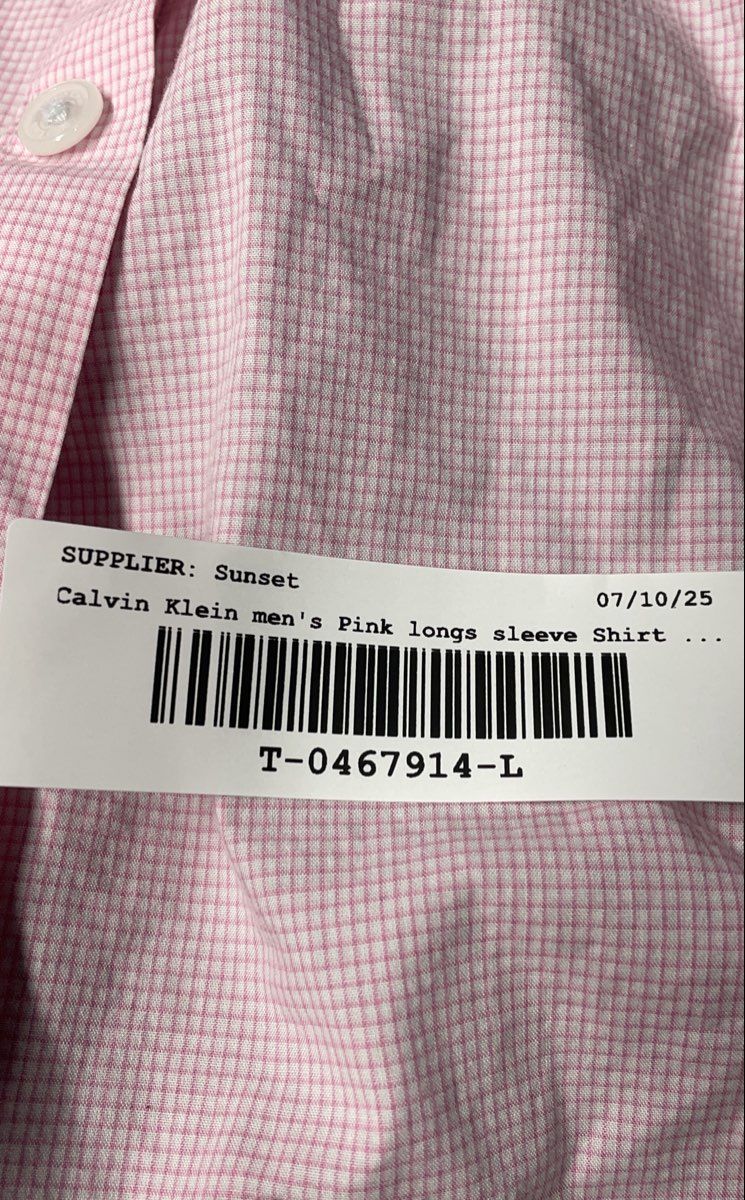 SUPPLIER: Sunset
07/10/25
Calvin Klein men's Pink longs sleeve Shirt ...
T-0467914-L